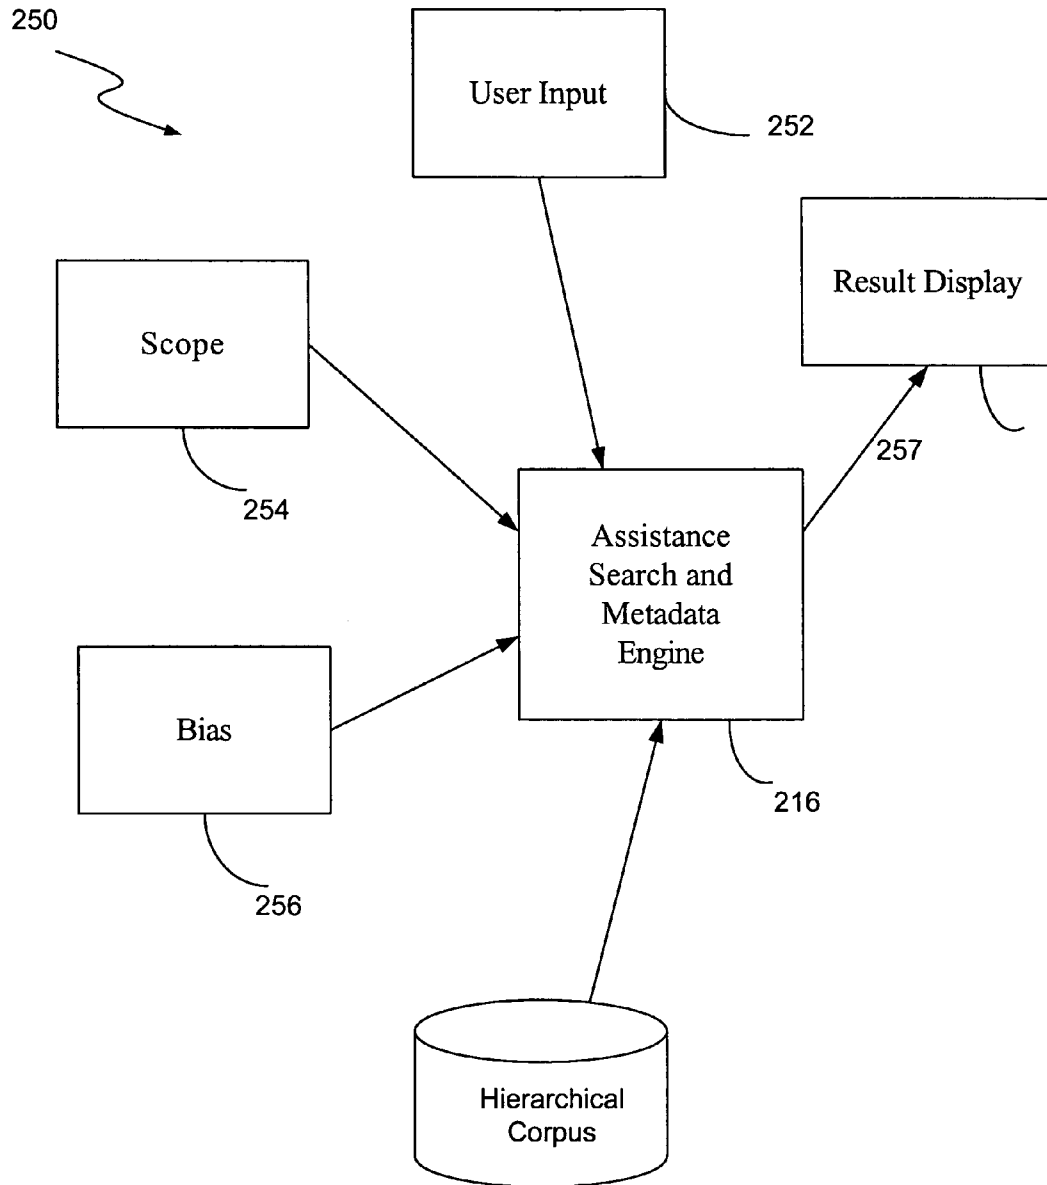 250
User Input
252
Result Display
Scope
254
257
Assistance
Search and
Metadata
Engine
216
Bias
256
Hierarchical
Corpus